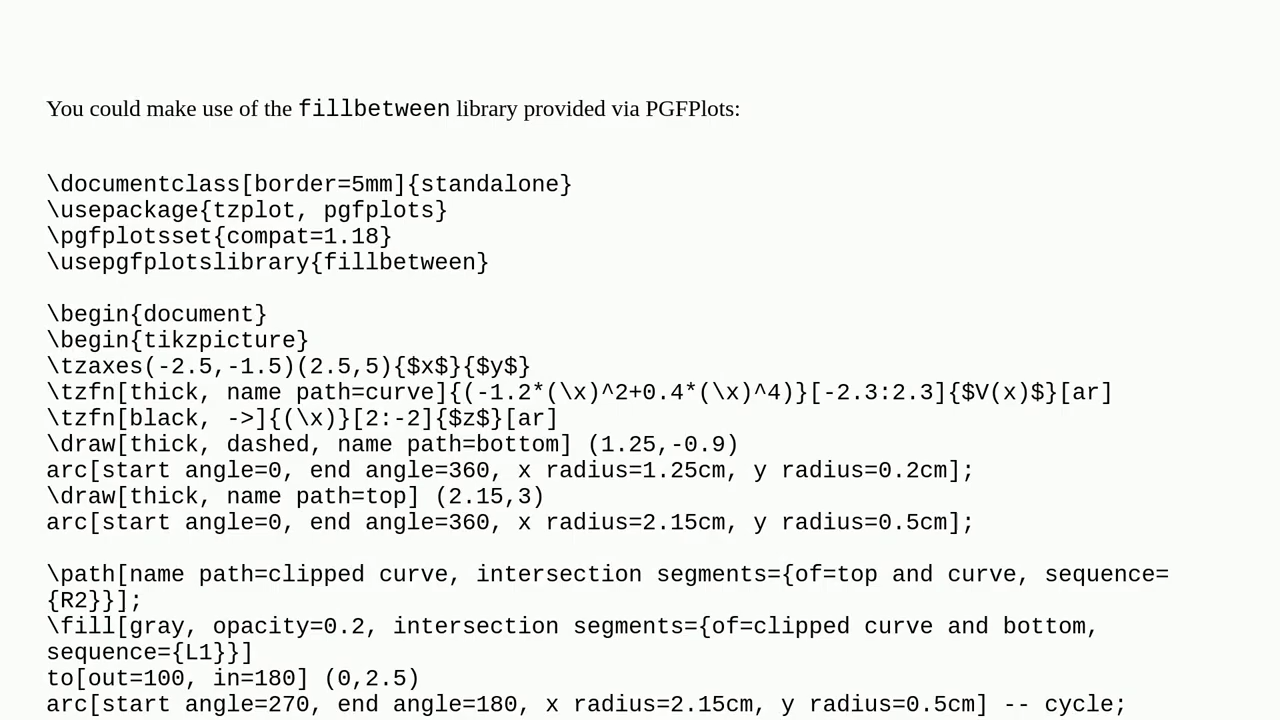 You could make use of the fillbetween library provided via PGFPlots:
\documentclass[border=5mm]{standalone}
\usepackage{tzplot, pgfplots}
\pgfplotsset{compat=1.18}
\usepgfplotslibrary{fillbetween}
\begin{document}
\begin{tikzpicture}
\tzaxes(-2.5,-1.5)(2.5,5){$x$}{$y$}
\tzfn[thick, name path=curve]{(-1.2*(\x)^2+0.4*(\x)^4)}[-2.3:2.3]{$V(x)$}[ar]
\tzfn[black, ->]{(\x)}[2:-2]{$z$}[ar]
\draw[thick, dashed, name path=bottom] (1.25,-0.9)
arc[start angle=0, end angle=360, x radius=1.25cm, y radius=0.2cm];
\draw[thick, name path=top] (2.15,3)
arc[start angle=0, end angle=360, x radius=2.15cm, y radius=0.5cm];
\path[name path=clipped curve, intersection segments={of=top and curve, sequence=
{R2}}];
\fill[gray, opacity=0.2, intersection segments={of=clipped curve and bottom,
sequence={L1}}]
to[out=100, in=180] (0,2.5)
arc[start angle=270, end angle=180, x radius=2.15cm, y radius=0.5cm] -- cycle;